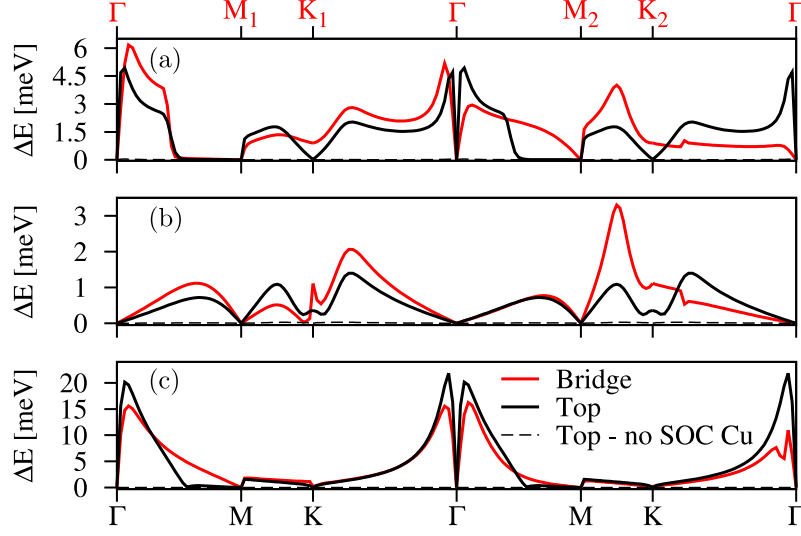 Γ M₁ K₁ Γ M₂ K₂ Γ
(a)
ΔE [meV]
6
4.5
3
1.5
0
(b)
ΔE [meV]
3
2
1
0
(c)
ΔE [meV]
20
15
10
5
0
Bridge
Top
Top - no SOC Cu
Γ M K Γ M K Γ